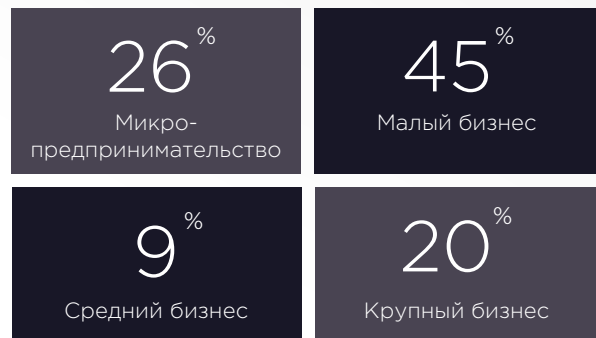 26%
Микро-
предпринимательство
45%
Малый бизнес
9%
Средний бизнес
20%
Крупный бизнес